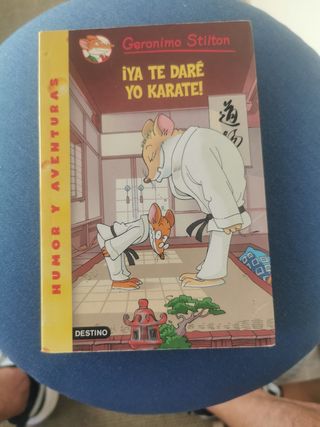 Geronimo Stilton
¡YA TE DARÉ
YO KARATE!
HUMOR Y AVENTURAS
DESTINO